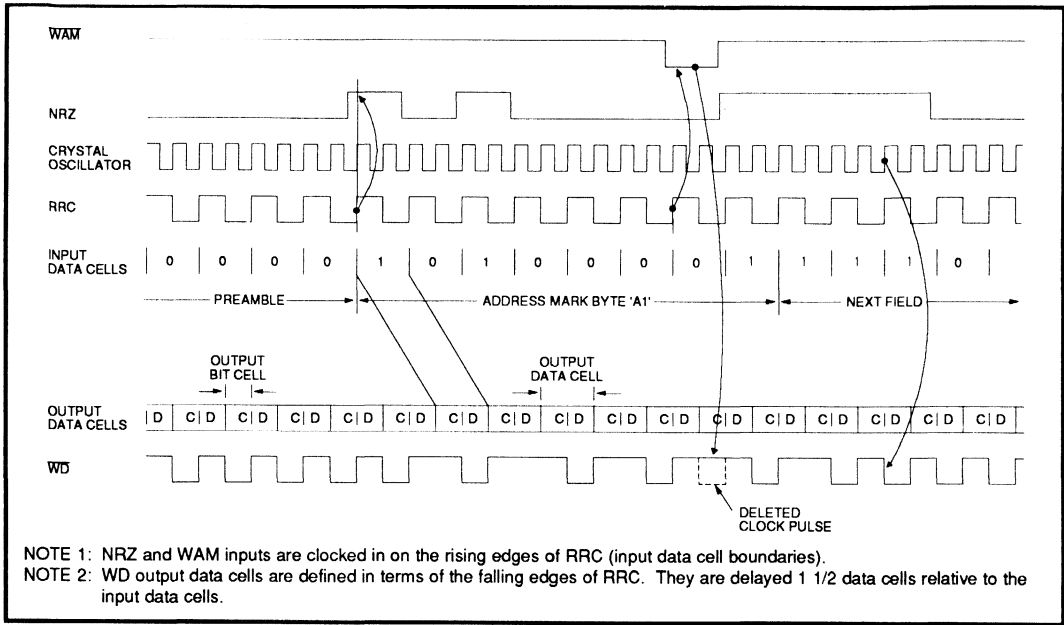 WAM
NRZ
CRYSTAL
OSCILLATOR
RRC
INPUT
DATA CELLS
0 0 0 0 1 0 1 0 0 0 0 1 1 1 1 0
PREAMBLE
ADDRESS MARK BYTE 'A1'
NEXT FIELD
OUTPUT
BIT CELL
OUTPUT
DATA CELL
OUTPUT
DATA CELLS
D C|D C|D C|D C|D C|D C|D C|D C|D C|D C|D C|D C|D C|D C|D C|D C|D
WD
DELETED
CLOCK PULSE
NOTE 1: NRZ and WAM inputs are clocked in on the rising edges of RRC (input data cell boundaries).
NOTE 2: WD output data cells are defined in terms of the falling edges of RRC. They are delayed 1 1/2 data cells relative to the
input data cells.